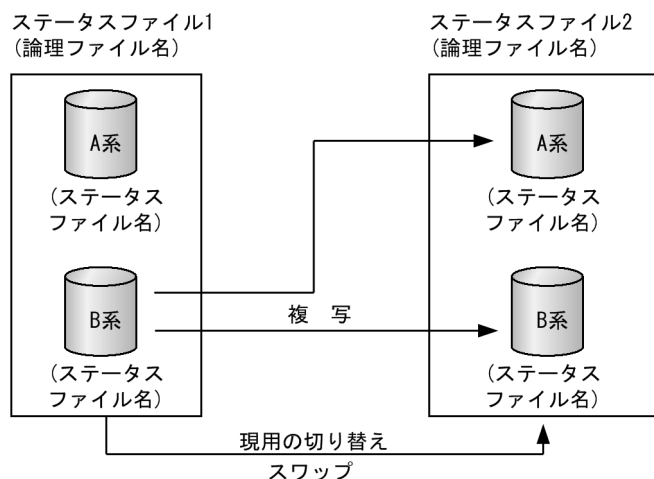 ステータスファイル1
（論理ファイル名）
ステータスファイル2
（論理ファイル名）
A系
（ステータス
ファイル名）
A系
（ステータス
ファイル名）
B系
（ステータス
ファイル名）
複　写
B系
（ステータス
ファイル名）
現用の切り替え
スワップ